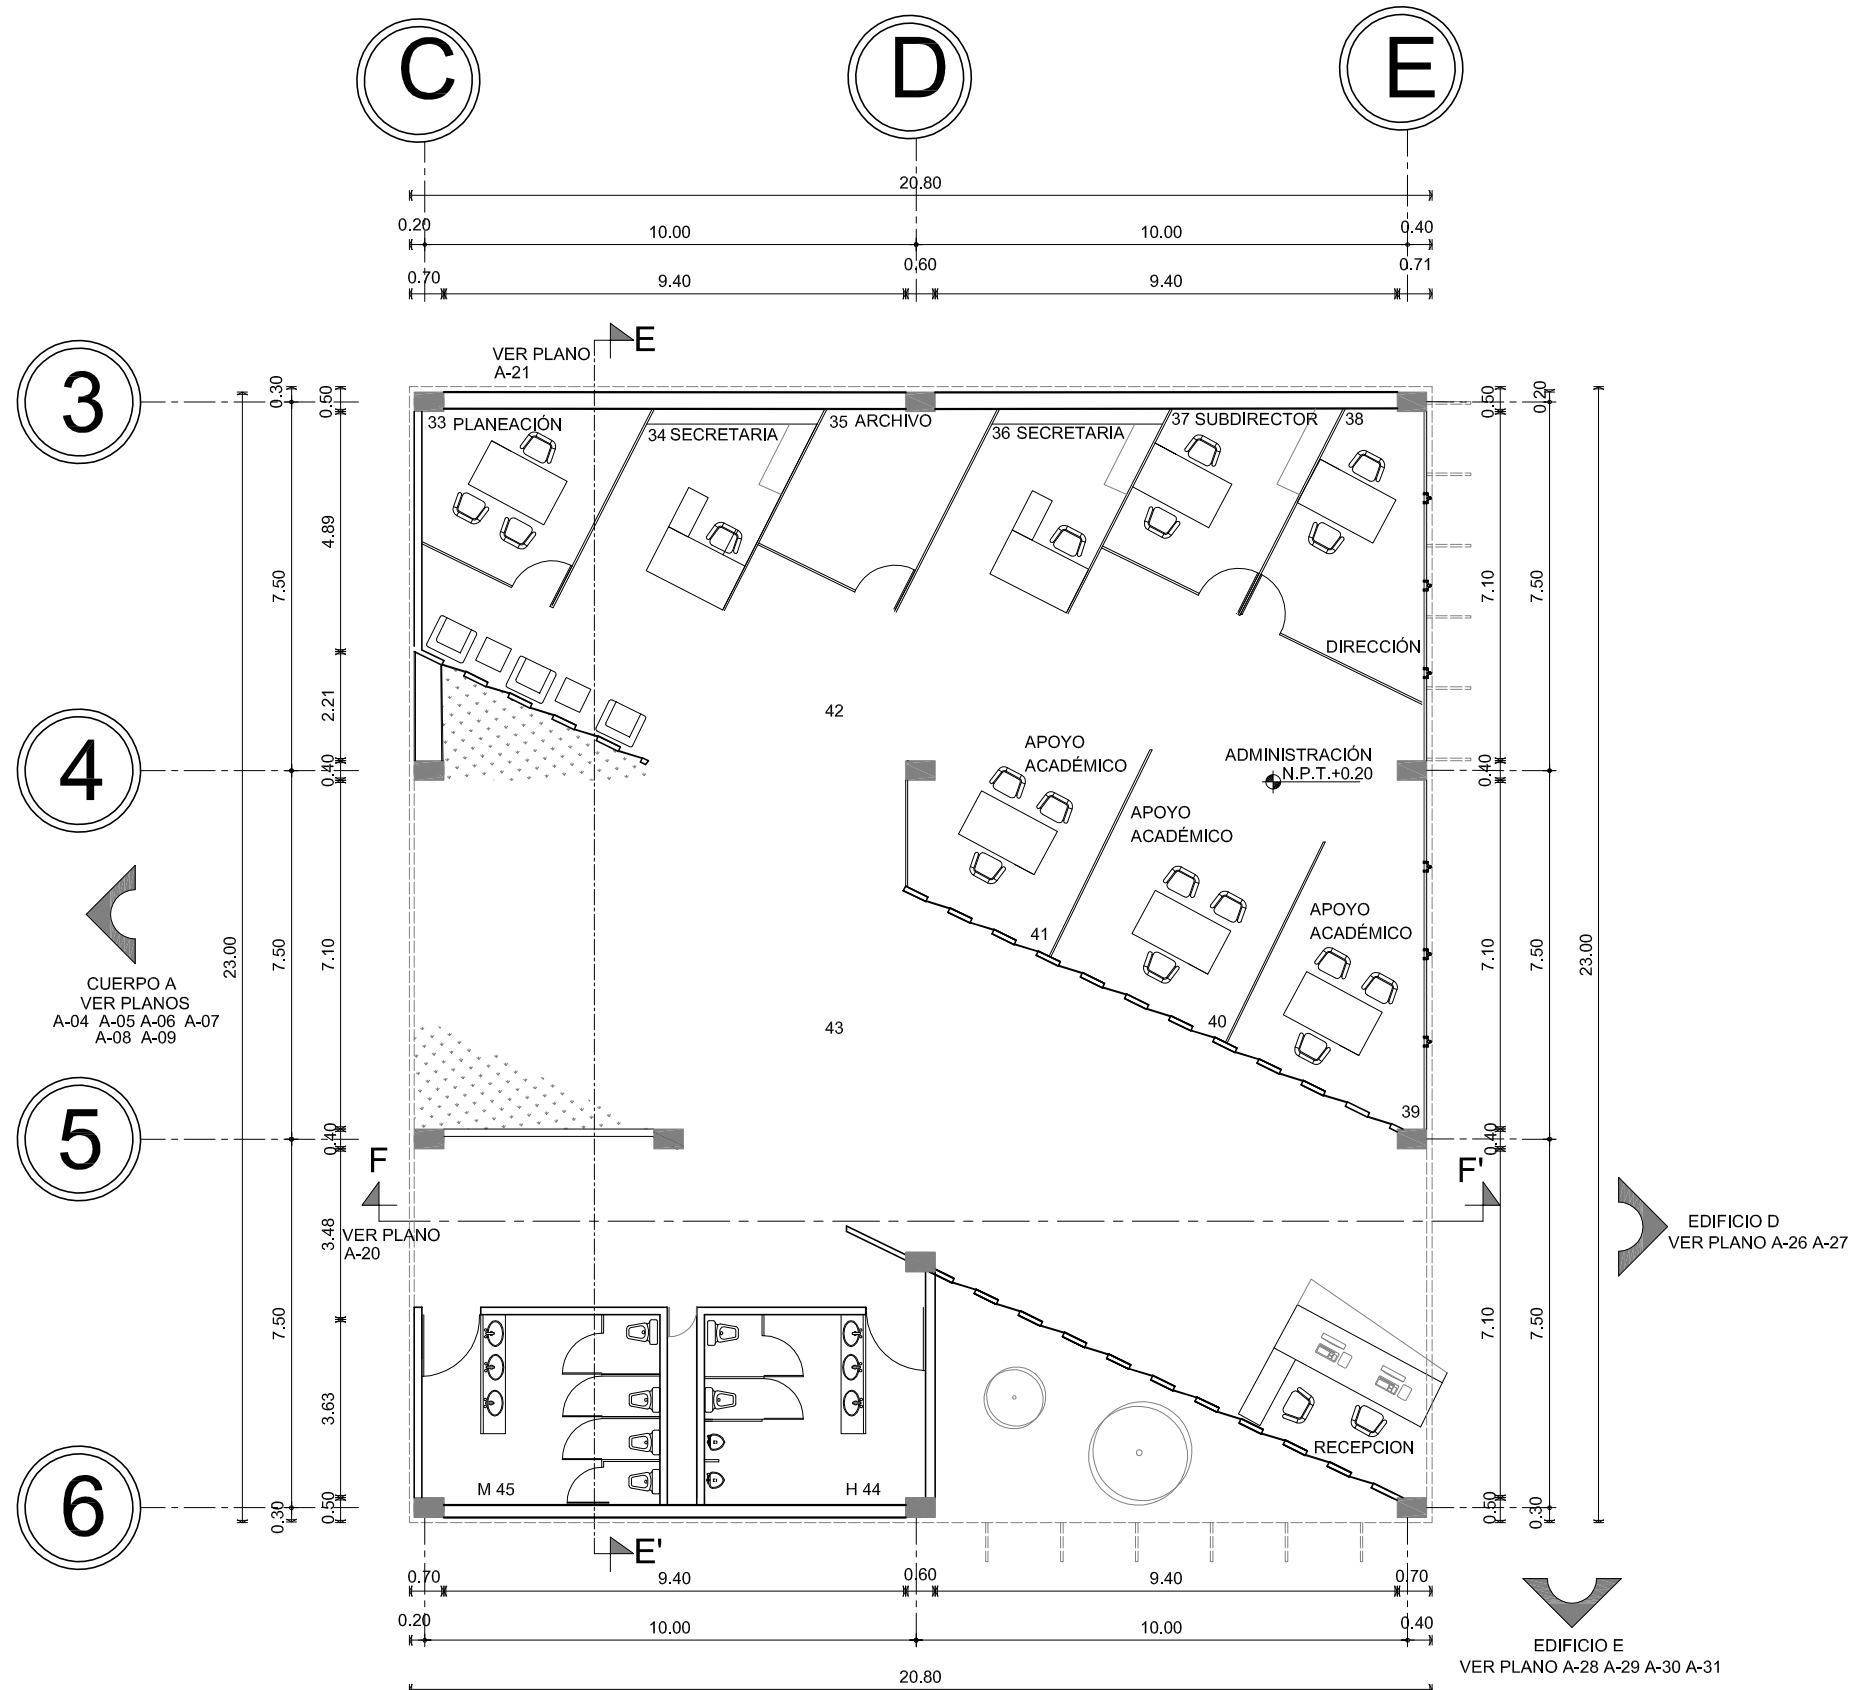 C
D
E
20.80
0.20
10.00
10.00
0.40
0.70
9.40
0.60
9.40
0.71
E
VER PLANO
A-21
3
0.30
0.50
0.50
0.20
33 PLANEACIÓN
34 SECRETARIA
35 ARCHIVO
36 SECRETARIA
37 SUBDIRECTOR
38
4.89
7.50
7.10
7.50
DIRECCIÓN
2.21
42
4
0.40
0.40
APOYO
ACADÉMICO
ADMINISTRACIÓN
N.P.T.+0.20
APOYO
ACADÉMICO
APOYO
ACADÉMICO
41
40
39
43
23.00
7.50
7.10
7.10
7.50
23.00
CUERPO A
VER PLANOS
A-04 A-05 A-06 A-07
A-08 A-09
5
0.40
0.40
F
F'
VER PLANO
A-20
3.48
7.50
3.63
7.10
7.50
EDIFICIO D
VER PLANO A-26 A-27
RECEPCION
M 45
H 44
6
0.30
0.50
0.50
0.30
E'
0.70
9.40
0.60
9.40
0.70
0.20
10.00
10.00
0.40
20.80
EDIFICIO E
VER PLANO A-28 A-29 A-30 A-31